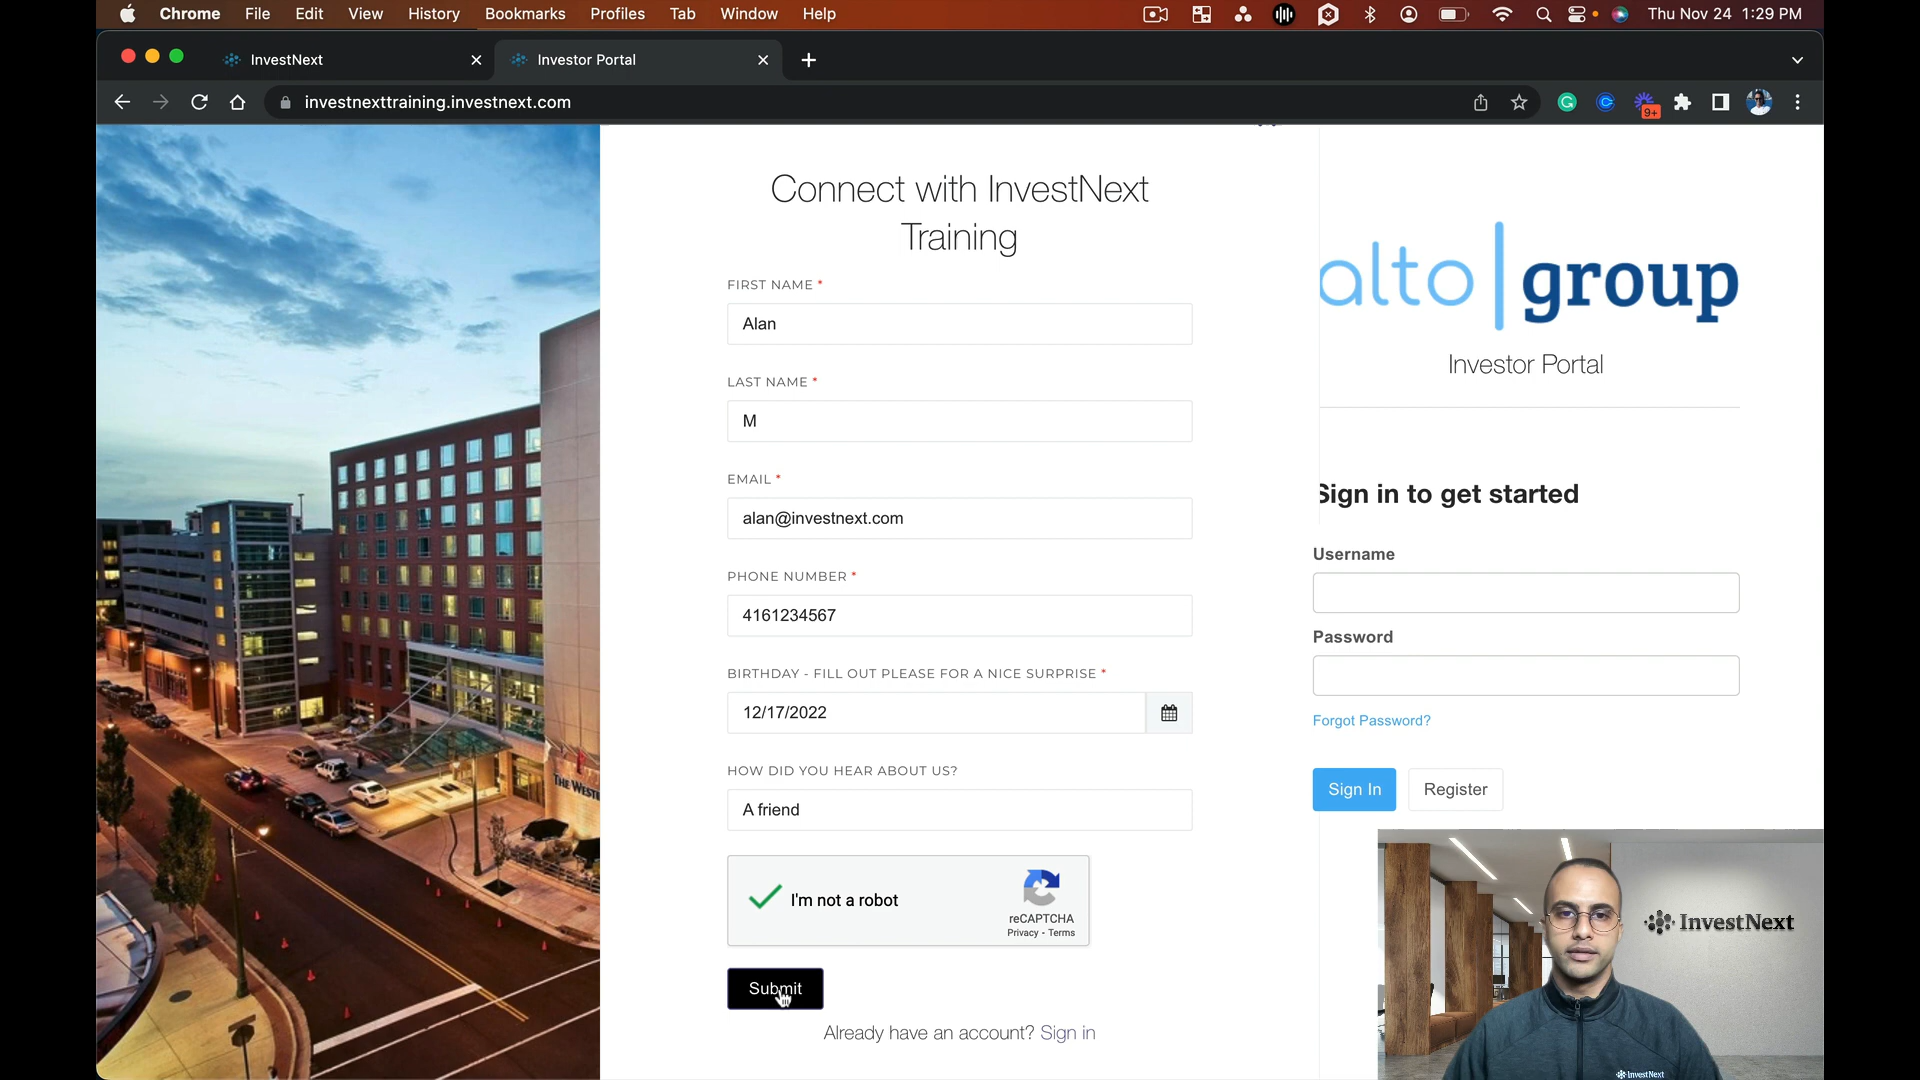 Chrome File Edit View History Bookmarks Profiles Tab Window Help Thu Nov 24 1:29 PM
InvestNext
Investor Portal
investnexttraining.investnext.com
9+
Connect with InvestNext
Training
FIRST NAME *
Alan
LAST NAME *
M
EMAIL *
alan@investnext.com
PHONE NUMBER *
4161234567
BIRTHDAY - FILL OUT PLEASE FOR A NICE SURPRISE *
12/17/2022
HOW DID YOU HEAR ABOUT US?
A friend
I'm not a robot
reCAPTCHA
Privacy - Terms
Submit
Already have an account? Sign in
alto group
Investor Portal
Sign in to get started
Username
Password
Forgot Password?
Sign In
Register
InvestNext
InvestNext